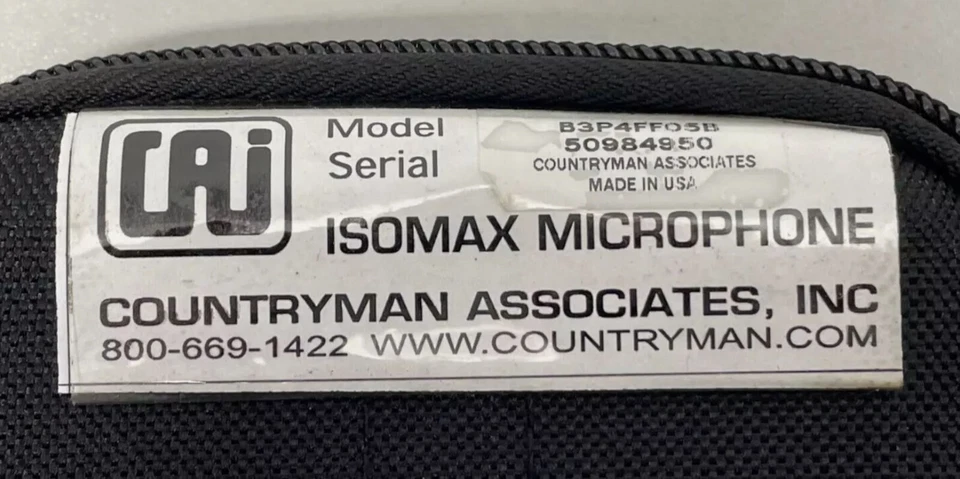 CAi
Model B3P4FF05B
Serial 50984950
COUNTRYMAN ASSOCIATES
MADE IN USA
ISOMAX MICROPHONE
COUNTRYMAN ASSOCIATES, INC
800-669-1422 WWW.COUNTRYMAN.COM